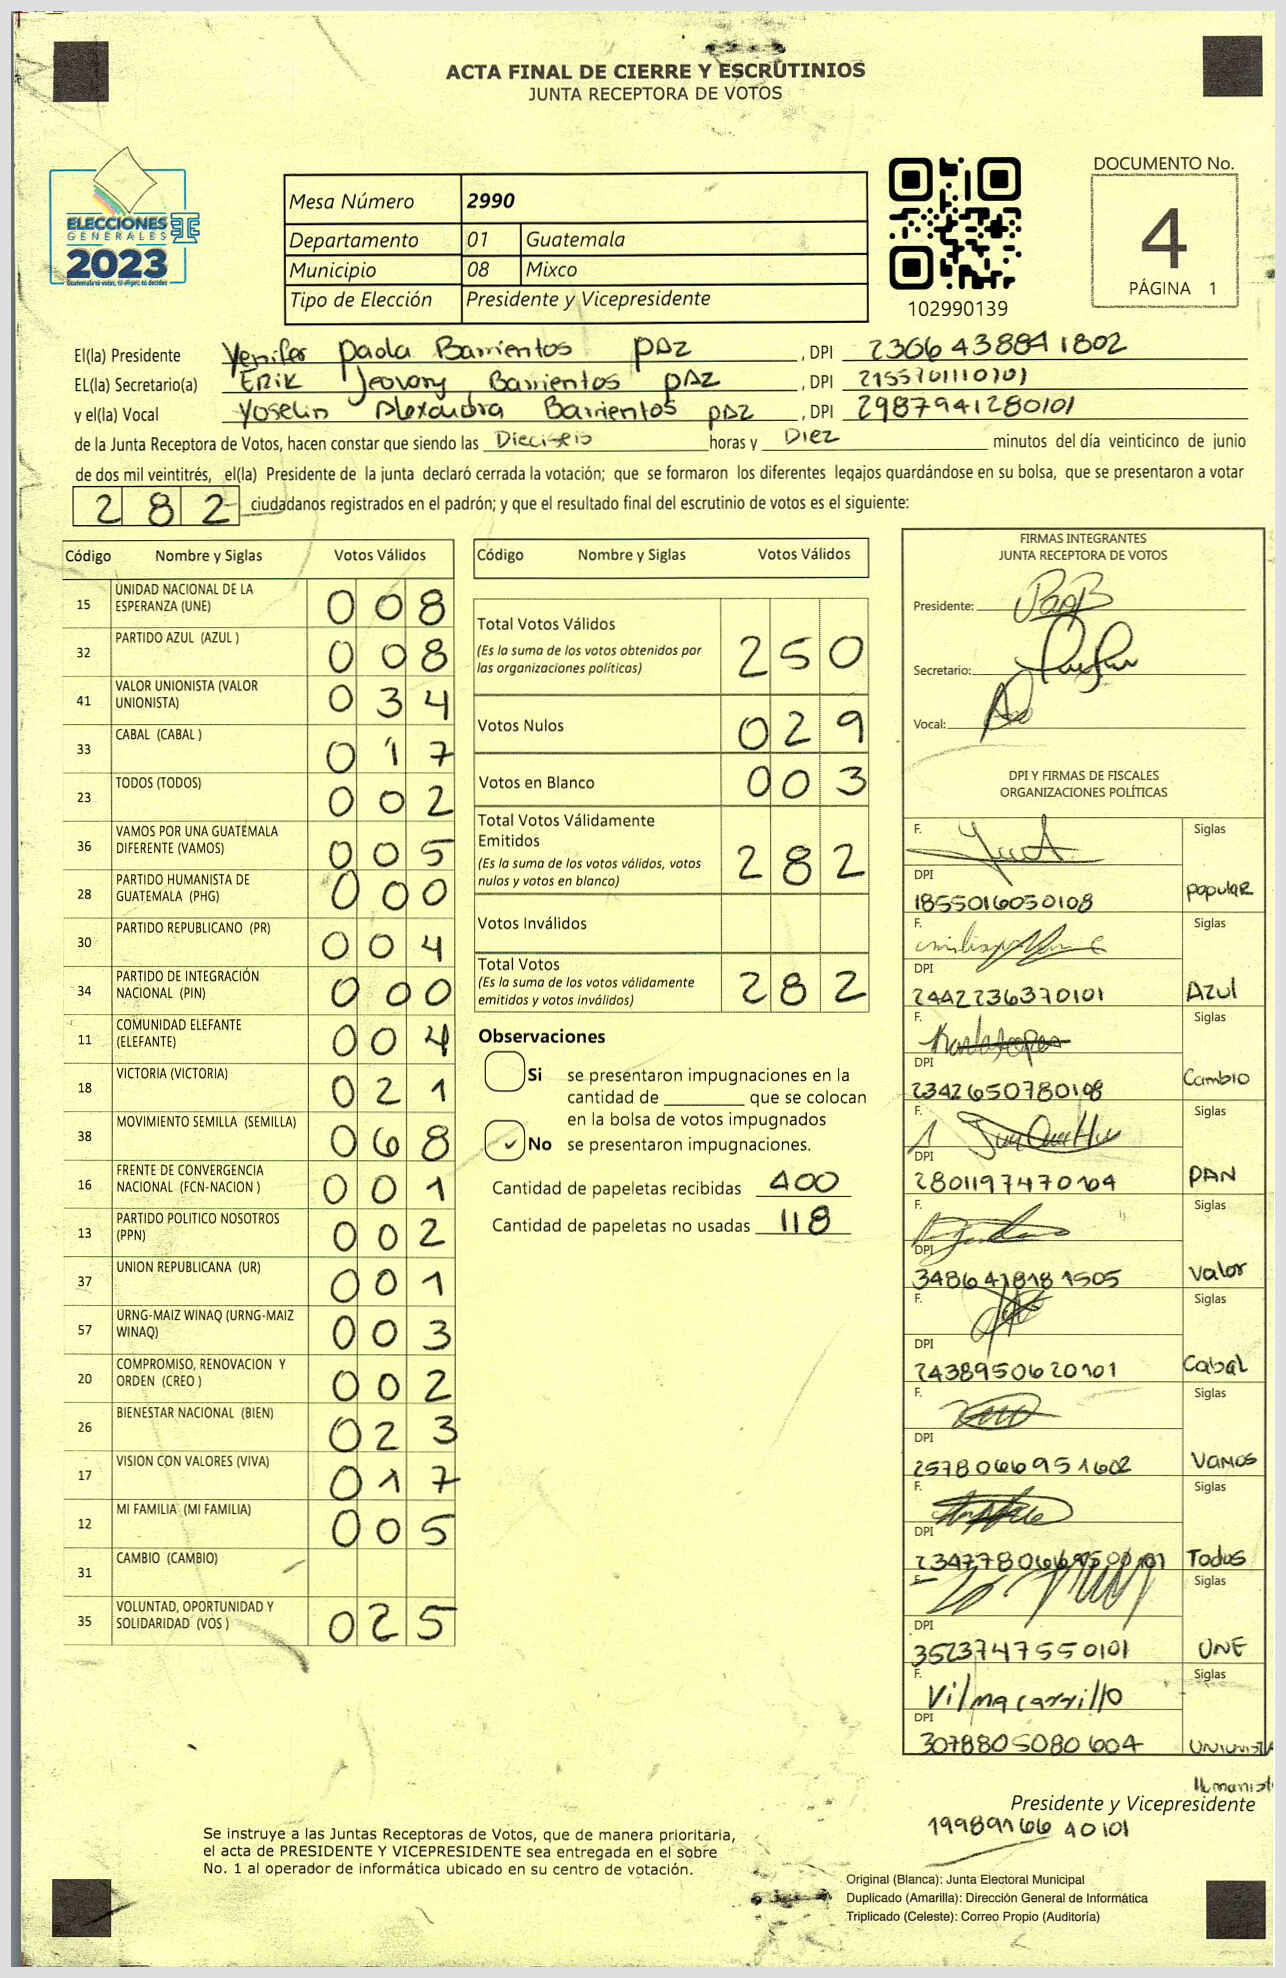 ACTA FINAL DE CIERRE Y ESCRUTINIOS
JUNTA RECEPTORA DE VOTOS
ELECCIONES
GENERALES
2023
Mesa Número 2990
Departamento 01 Guatemala
Municipio 08 Mixco
Tipo de Elección Presidente y Vicepresidente
102990139
DOCUMENTO No.
4
PÁGINA 1
El(la) Presidente Yenifer Paola Barrientos paz , DPI 2306438841802
EL(la) Secretario(a) Erik Jeovany Barrientos paz , DPI
y el(la) Vocal Yoselin Alexandra Barrientos paz , DPI 2987941280101
de la Junta Receptora de Votos, hacen constar que siendo las Dieciseis horas y Diez minutos del día veinticinco de junio
de dos mil veintitrés, el(la) Presidente de la junta declaró cerrada la votación; que se formaron los diferentes legajos guardándose en su bolsa, que se presentaron a votar
282 ciudadanos registrados en el padrón; y que el resultado final del escrutinio de votos es el siguiente:
Código Nombre y Siglas Votos Válidos
15 UNIDAD NACIONAL DE LA ESPERANZA (UNE) 008
32 PARTIDO AZUL (AZUL ) 008
41 VALOR UNIONISTA (VALOR UNIONISTA) 034
33 CABAL (CABAL ) 017
23 TODOS (TODOS) 002
36 VAMOS POR UNA GUATEMALA DIFERENTE (VAMOS) 005
28 PARTIDO HUMANISTA DE GUATEMALA (PHG) 000
30 PARTIDO REPUBLICANO (PR) 004
34 PARTIDO DE INTEGRACIÓN NACIONAL (PIN) 000
11 COMUNIDAD ELEFANTE (ELEFANTE) 004
18 VICTORIA (VICTORIA) 021
38 MOVIMIENTO SEMILLA (SEMILLA) 068
16 FRENTE DE CONVERGENCIA NACIONAL (FCN-NACION ) 001
13 PARTIDO POLITICO NOSOTROS (PPN) 002
37 UNION REPUBLICANA (UR) 001
57 URNG-MAIZ WINAQ (URNG-MAIZ WINAQ) 003
20 COMPROMISO, RENOVACION Y ORDEN (CREO ) 002
26 BIENESTAR NACIONAL (BIEN) 023
17 VISION CON VALORES (VIVA) 017
12 MI FAMILIA (MI FAMILIA) 005
31 CAMBIO (CAMBIO)
35 VOLUNTAD, OPORTUNIDAD Y SOLIDARIDAD (VOS ) 025
Código Nombre y Siglas Votos Válidos
Total Votos Válidos 250
(Es la suma de los votos obtenidos por
las organizaciones políticas)
Votos Nulos 029
Votos en Blanco 003
Total Votos Válidamente
Emitidos 282
(Es la suma de los votos válidos, votos
nulos y votos en blanco)
Votos Inválidos
Total Votos 282
(Es la suma de los votos válidamente
emitidos y votos inválidos)
Observaciones
Si se presentaron impugnaciones en la
cantidad de ________ que se colocan
en la bolsa de votos impugnados
No se presentaron impugnaciones.
Cantidad de papeletas recibidas 400
Cantidad de papeletas no usadas 118
FIRMAS INTEGRANTES
JUNTA RECEPTORA DE VOTOS
Presidente:
Secretario:
Vocal:
DPI Y FIRMAS DE FISCALES
ORGANIZACIONES POLÍTICAS
F. Siglas
DPI
1855016050108 popular
F. Siglas
DPI
2442236370101 Azul
F. Siglas
DPI
2342650780108 Cambio
F. Siglas
DPI
2801197470104 PAN
F. Siglas
DPI
3486418181505 Valor
F. Siglas
DPI
2438950620101 Cabal
F. Siglas
DPI
2578066951602 Vamos
F. Siglas
DPI
Todos
F. Siglas
DPI
3523747550101 UNE
F. Vilma Carrillo Siglas
DPI
3078805080604 Unionista
Humanista
Presidente y Vicepresidente
Se instruye a las Juntas Receptoras de Votos, que de manera prioritaria,
el acta de PRESIDENTE Y VICEPRESIDENTE sea entregada en el sobre
No. 1 al operador de informática ubicado en su centro de votación.
Original (Blanca): Junta Electoral Municipal
Duplicado (Amarilla): Dirección General de Informática
Triplicado (Celeste): Correo Propio (Auditoría)